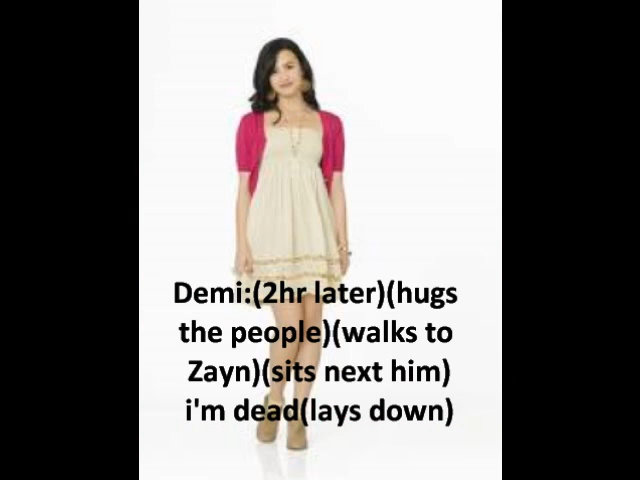 Demi:(2hr later)(hugs
the people)(walks to
Zayn)(sits next him)
i'm dead(lays down)